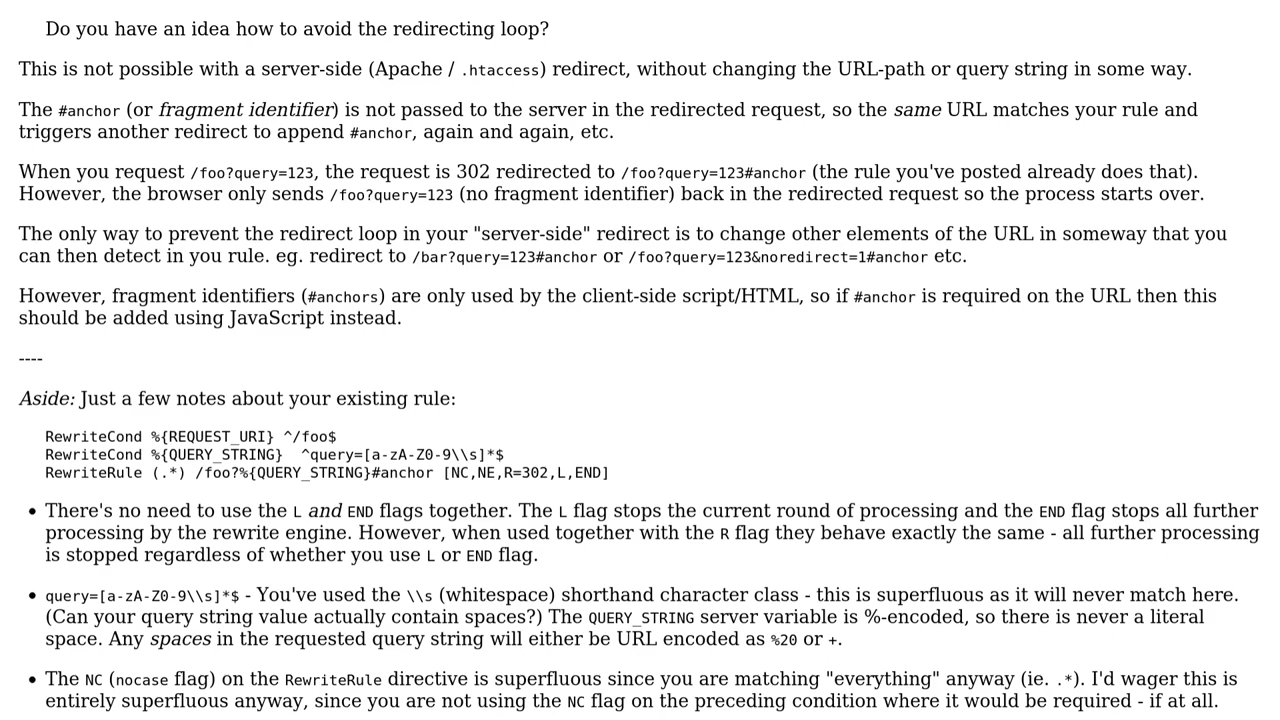 Do you have an idea how to avoid the redirecting loop?
This is not possible with a server-side (Apache / .htaccess) redirect, without changing the URL-path or query string in some way.
The #anchor (or fragment identifier) is not passed to the server in the redirected request, so the same URL matches your rule and
triggers another redirect to append #anchor, again and again, etc.
When you request /foo?query=123, the request is 302 redirected to /foo?query=123#anchor (the rule you've posted already does that).
However, the browser only sends /foo?query=123 (no fragment identifier) back in the redirected request so the process starts over.
The only way to prevent the redirect loop in your "server-side" redirect is to change other elements of the URL in someway that you
can then detect in you rule. eg. redirect to /bar?query=123#anchor or /foo?query=123&noredirect=1#anchor etc.
However, fragment identifiers (#anchors) are only used by the client-side script/HTML, so if #anchor is required on the URL then this
should be added using JavaScript instead.
----
Aside: Just a few notes about your existing rule:
RewriteCond %{REQUEST_URI} ^/foo$
RewriteCond %{QUERY_STRING}  ^query=[a-zA-Z0-9\\s]*$
RewriteRule (.*) /foo?%{QUERY_STRING}#anchor [NC,NE,R=302,L,END]
• There's no need to use the L and END flags together. The L flag stops the current round of processing and the END flag stops all further
processing by the rewrite engine. However, when used together with the R flag they behave exactly the same - all further processing
is stopped regardless of whether you use L or END flag.
• query=[a-zA-Z0-9\\s]*$ - You've used the \\s (whitespace) shorthand character class - this is superfluous as it will never match here.
(Can your query string value actually contain spaces?) The QUERY_STRING server variable is %-encoded, so there is never a literal
space. Any spaces in the requested query string will either be URL encoded as %20 or +.
• The NC (nocase flag) on the RewriteRule directive is superfluous since you are matching "everything" anyway (ie. .*). I'd wager this is
entirely superfluous anyway, since you are not using the NC flag on the preceding condition where it would be required - if at all.